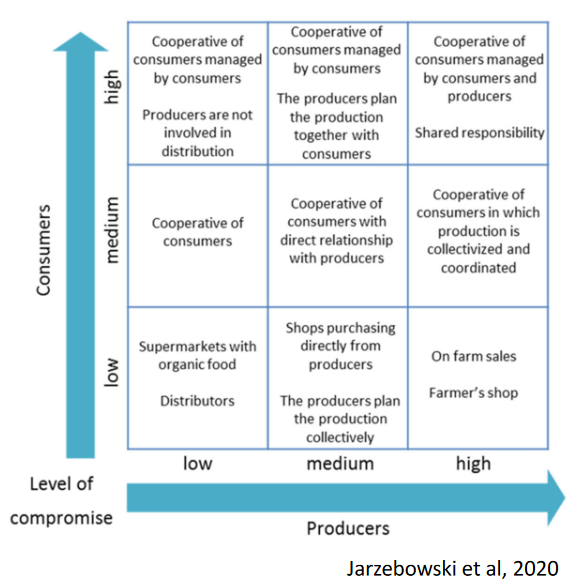 Cooperative of
consumers managed
by consumers
Producers are not
involved in
distribution
Cooperative of
consumers managed
by consumers
The producers plan
the production
together with
consumers
Cooperative of
consumers managed
by consumers and
producers
Shared responsibility
Cooperative of
consumers
Cooperative of
consumers with
direct relationship
with producers
Cooperative of
consumers in which
production is
collectivized and
coordinated
Supermarkets with
organic food
Distributors
Shops purchasing
directly from
producers
The producers plan
the production
collectively
On farm sales
Farmer's shop
high
medium
low
Consumers
low
medium
high
Level of
compromise
Producers
Jarzebowski et al, 2020